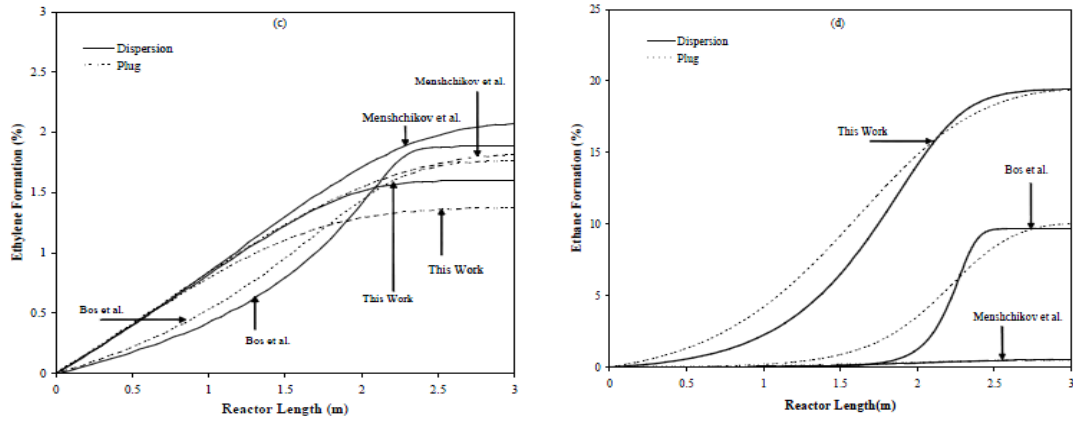 (c)
3
2.5
2
1.5
1
0.5
0
0
0.5
1
1.5
2
2.5
3
Ethylene Formation (%)
Reactor Length (m)
Dispersion
Plug
Menshchikov et al.
Menshchikov et al.
This Work
This Work
Bos et al.
Bos et al.
(d)
25
20
15
10
5
0
0
0.5
1
1.5
2
2.5
3
Ethane Formation (%)
Reactor Length(m)
Dispersion
Plug
This Work
Bos et al.
Menshchikov et al.